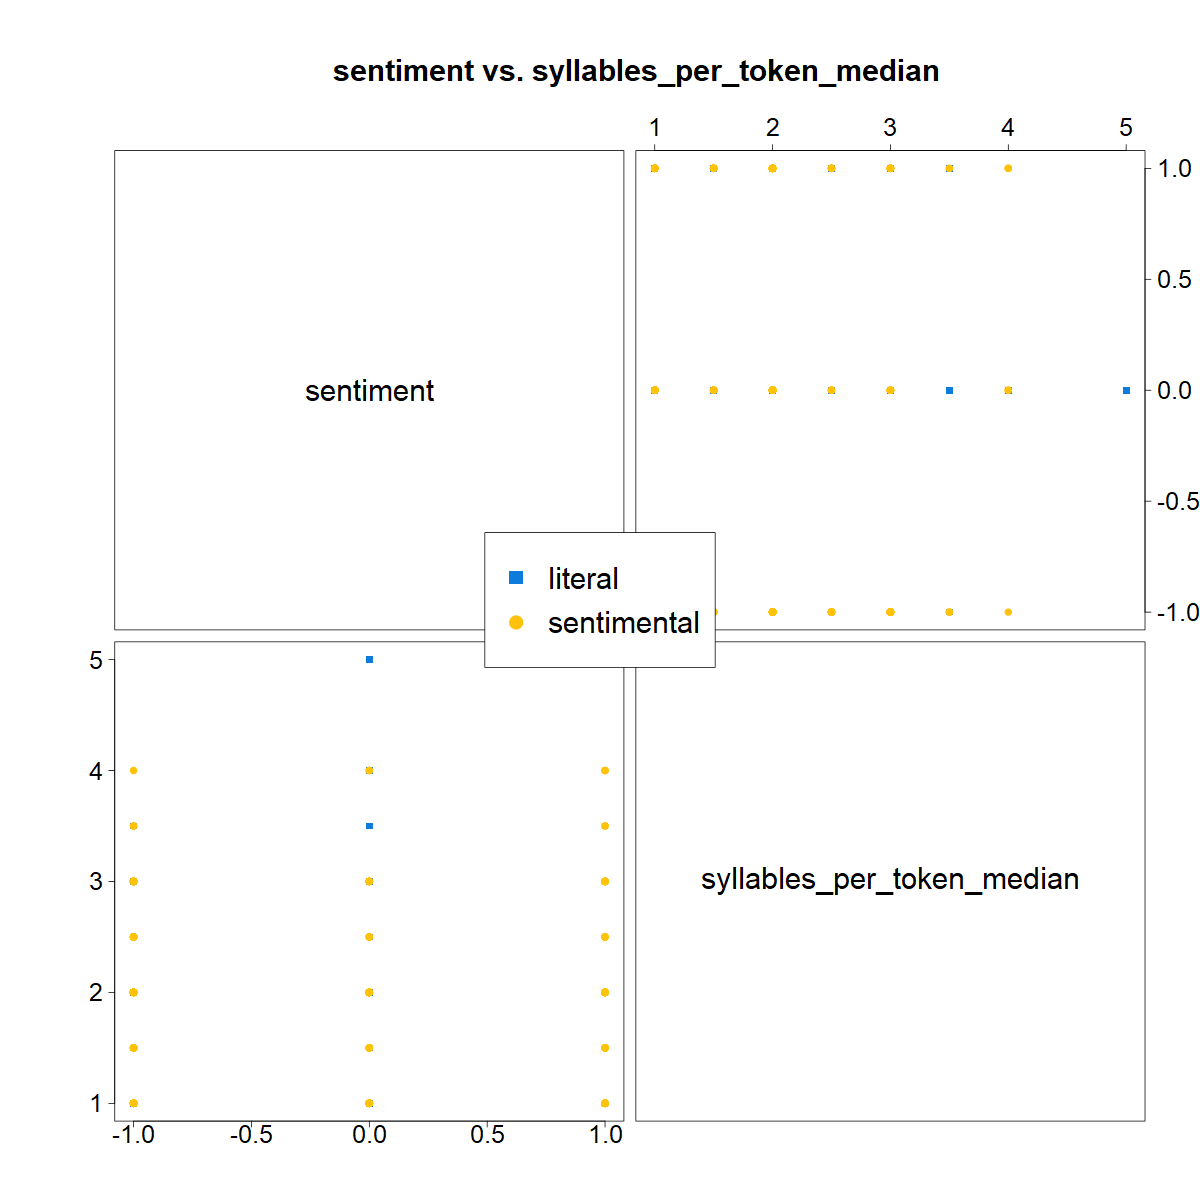 sentiment vs. syllables_per_token_median
1 2 3 4 5
1.0
0.5
sentiment
0.0
-0.5
literal
sentimental
-1.0
5
4
3
syllables_per_token_median
2
1
-1.0 -0.5 0.0 0.5 1.0